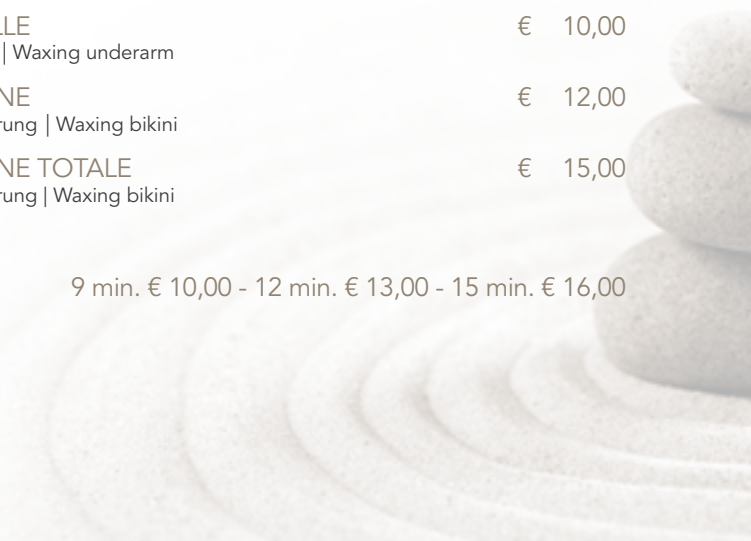 LLE € 10,00
| Waxing underarm
NE € 12,00
rung | Waxing bikini
NE TOTALE € 15,00
rung | Waxing bikini
9 min. € 10,00 - 12 min. € 13,00 - 15 min. € 16,00